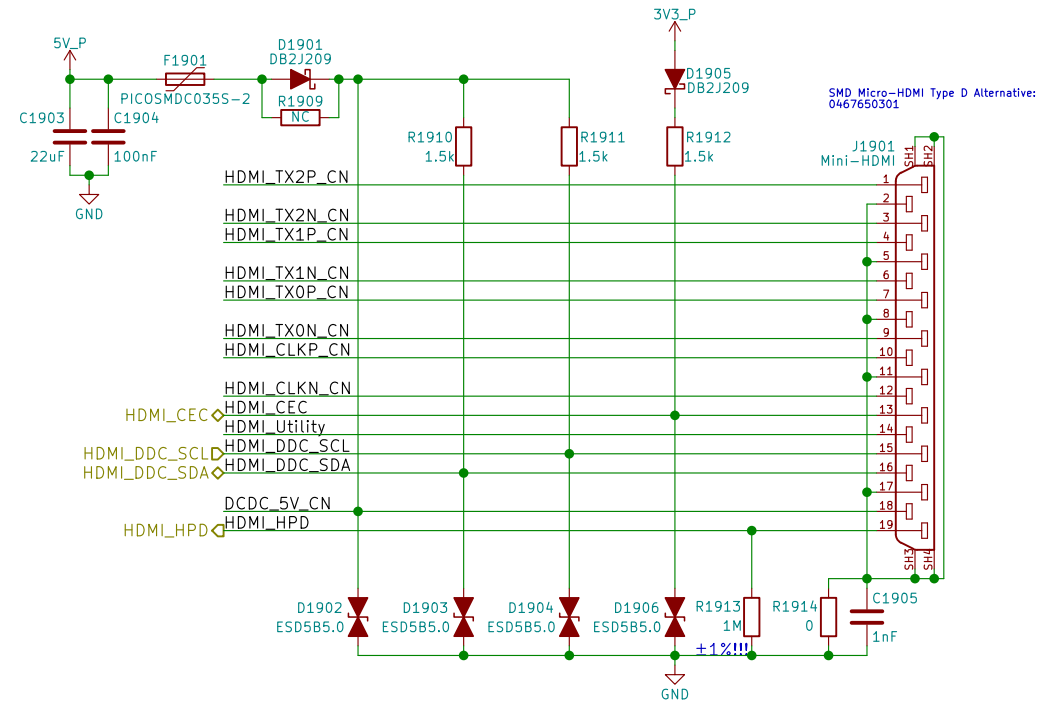 3V3_P
5V_P
D1901
DB2J209
F1901
D1905
DB2J209
PICOSMDC035S-2
R1909
NC
SMD Micro-HDMI Type D Alternative:
0467650301
C1903
22uF
C1904
100nF
R1910
1.5k
R1911
1.5k
R1912
1.5k
J1901
Mini-HDMI
SH1
SH2
GND
HDMI_TX2P_CN
1
2
HDMI_TX2N_CN
3
HDMI_TX1P_CN
4
5
HDMI_TX1N_CN
6
HDMI_TX0P_CN
7
8
HDMI_TX0N_CN
9
HDMI_CLKP_CN
10
11
HDMI_CLKN_CN
12
HDMI_CEC
HDMI_CEC
13
HDMI_Utility
14
HDMI_DDC_SCL
HDMI_DDC_SCL
15
HDMI_DDC_SDA
HDMI_DDC_SDA
16
17
DCDC_5V_CN
18
HDMI_HPD
HDMI_HPD
19
SH3
SH4
D1902
ESD5B5.0
D1903
ESD5B5.0
D1904
ESD5B5.0
D1906
ESD5B5.0
R1913
1M
R1914
0
C1905
1nF
±1%!!!
GND